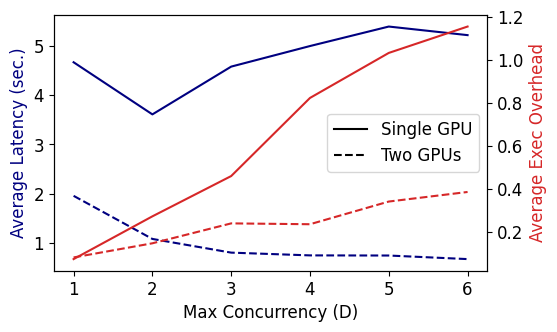 Average Latency (sec.)
5
4
3
2
1
1.2
1.0
0.8
0.6
0.4
0.2
Average Exec Overhead
Single GPU
Two GPUs
1 2 3 4 5 6
Max Concurrency (D)